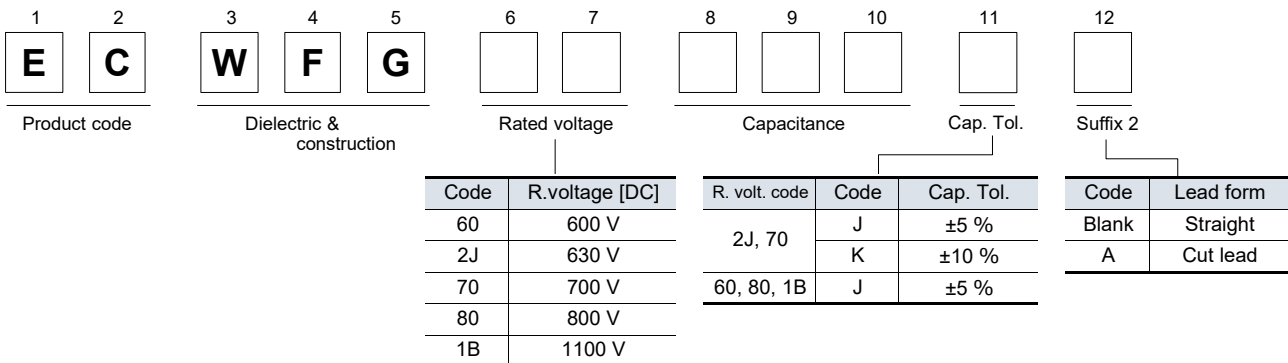 1 2 3 4 5 6 7 8 9 10 11 12
E C W F G
Product code Dielectric & Rated voltage Capacitance Cap. Tol. Suffix 2
construction
Code R.voltage [DC]
60 600 V
2J 630 V
70 700 V
80 800 V
1B 1100 V
R. volt. code Code Cap. Tol.
2J, 70 J ±5 %
K ±10 %
60, 80, 1B J ±5 %
Code Lead form
Blank Straight
A Cut lead